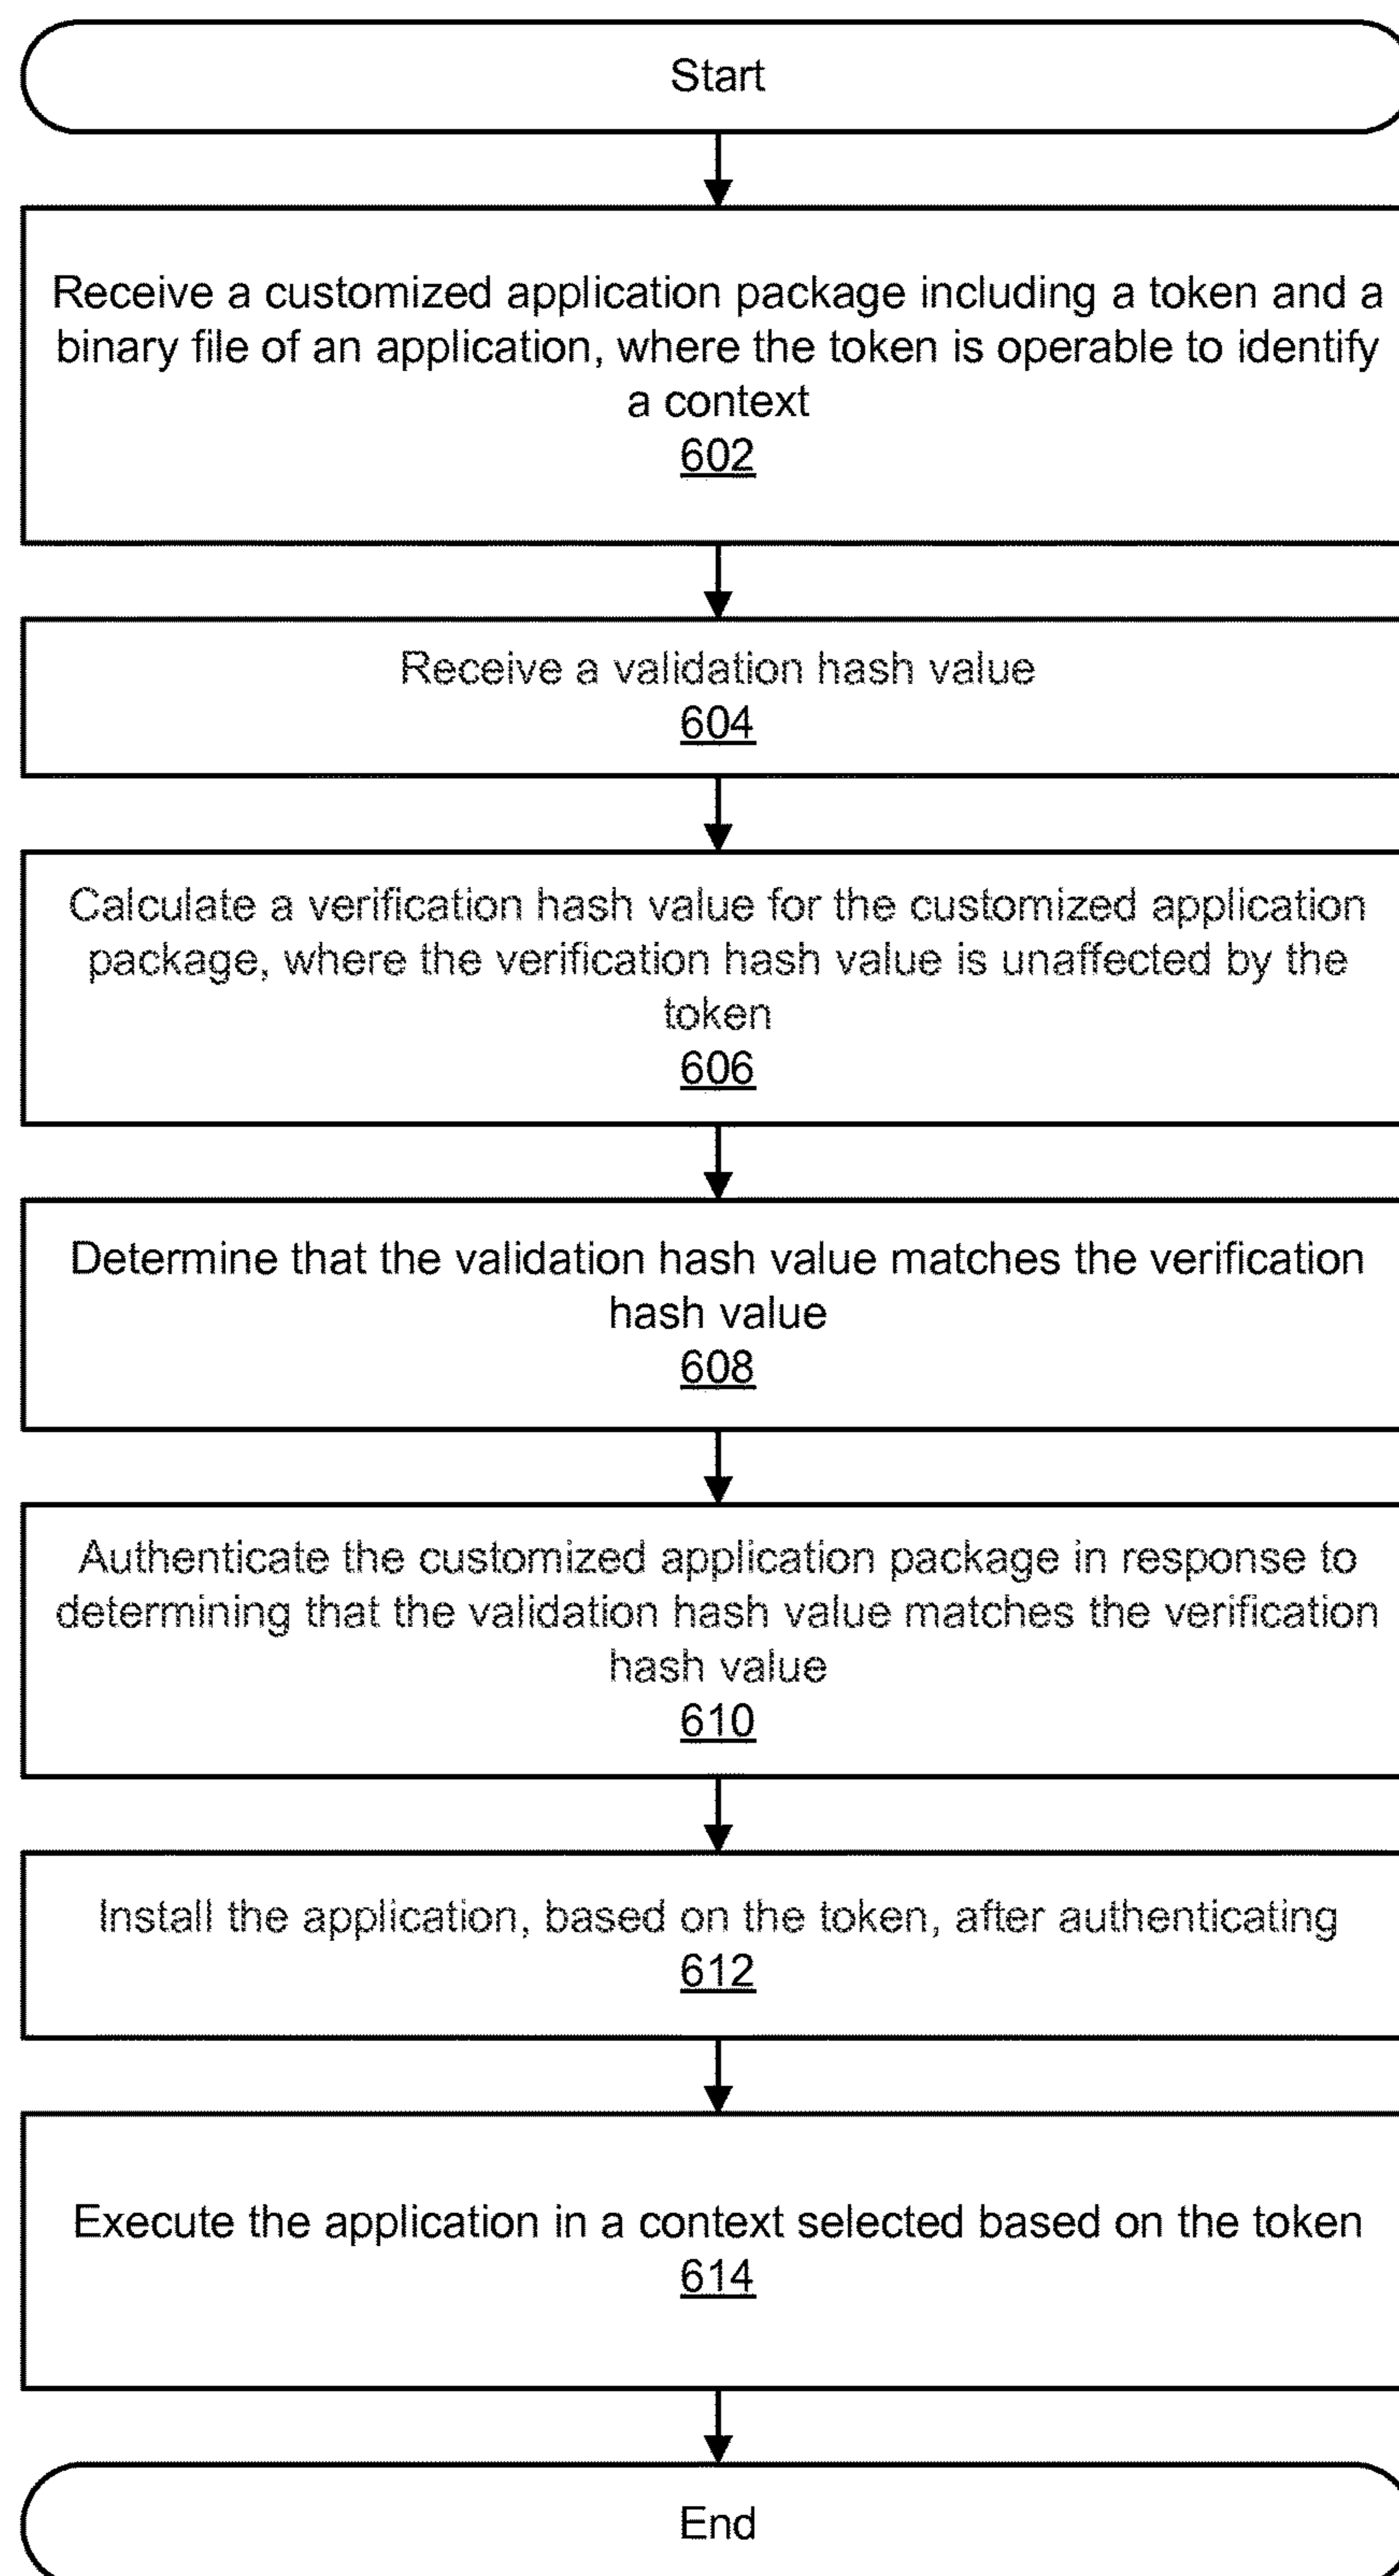 Start
Receive a customized application package including a token and a
binary file of an application, where the token is operable to identify
a context
602
Receive a validation hash value
604
Calculate a verification hash value for the customized application
package, where the verification hash value is unaffected by the
token
606
Determine that the validation hash value matches the verification
hash value
608
Authenticate the customized application package in response to
determining that the validation hash value matches the verification
hash value
610
Install the application, based on the token, after authenticating
612
Execute the application in a context selected based on the token
614
End